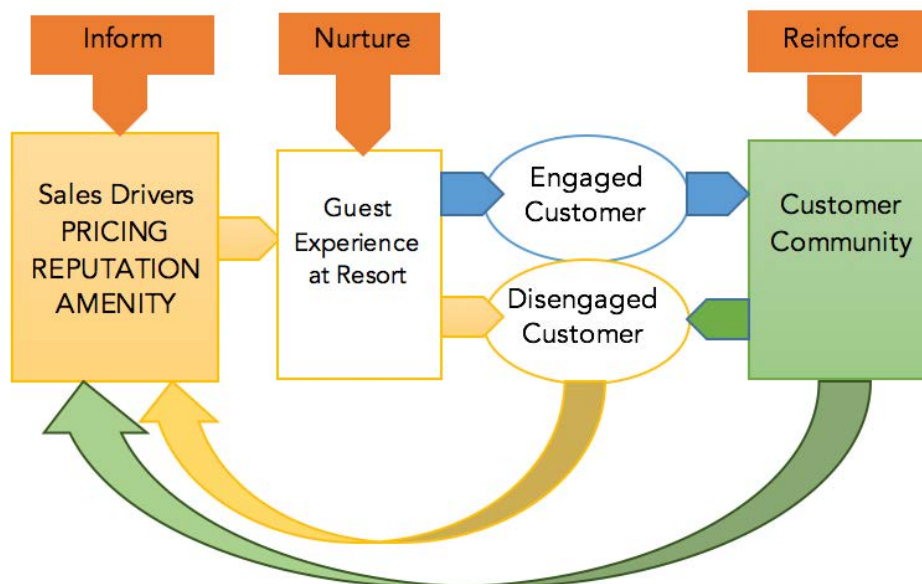 Inform
Nurture
Reinforce
Sales Drivers
PRICING
REPUTATION
AMENITY
Guest
Experience
at Resort
Engaged
Customer
Disengaged
Customer
Customer
Community